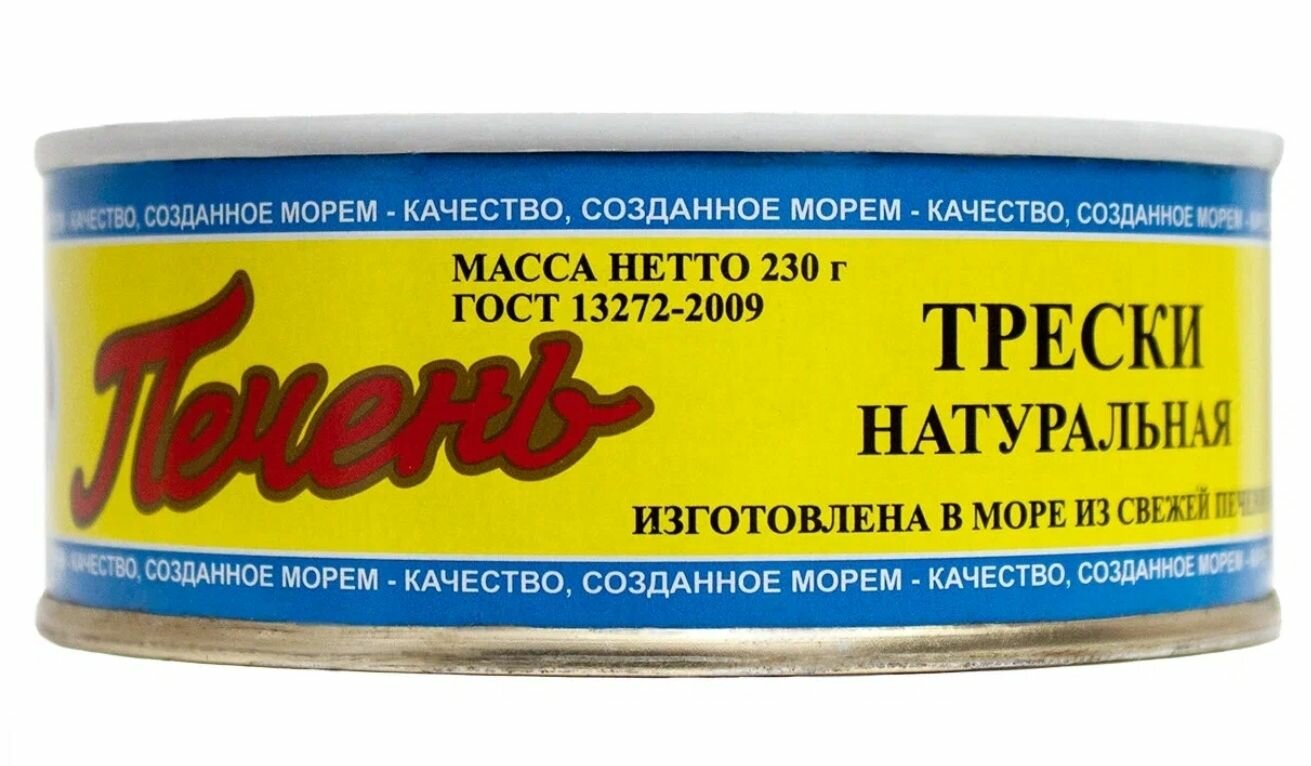 КАЧЕСТВО, СОЗДАННОЕ МОРЕМ - КАЧЕСТВО, СОЗДАННОЕ МОРЕМ - КАЧЕСТВО, СОЗДАННОЕ МОРЕМ -
МАССА НЕТТО 230 г
ГОСТ 13272-2009
Печень
ТРЕСКИ
НАТУРАЛЬНАЯ
ИЗГОТОВЛЕНА В МОРЕ ИЗ СВЕЖЕЙ
КАЧЕСТВО, СОЗДАННОЕ МОРЕМ - КАЧЕСТВО, СОЗДАННОЕ МОРЕМ - КАЧЕСТВО, СОЗДАННОЕ МОРЕМ -